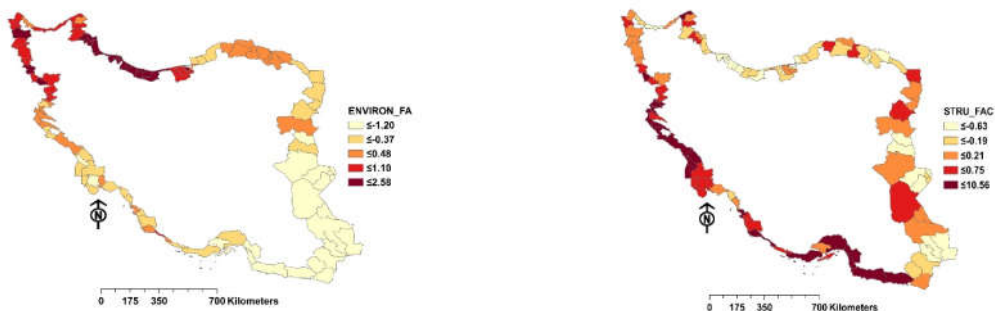 ENVIRON_FA
≤-1.20
≤-0.37
≤0.48
≤1.10
≤2.58
N
0 175 350 700 Kilometers
STRU_FAC
≤-0.63
≤-0.19
≤0.21
≤0.75
≤10.56
N
0 175 350 700 Kilometers